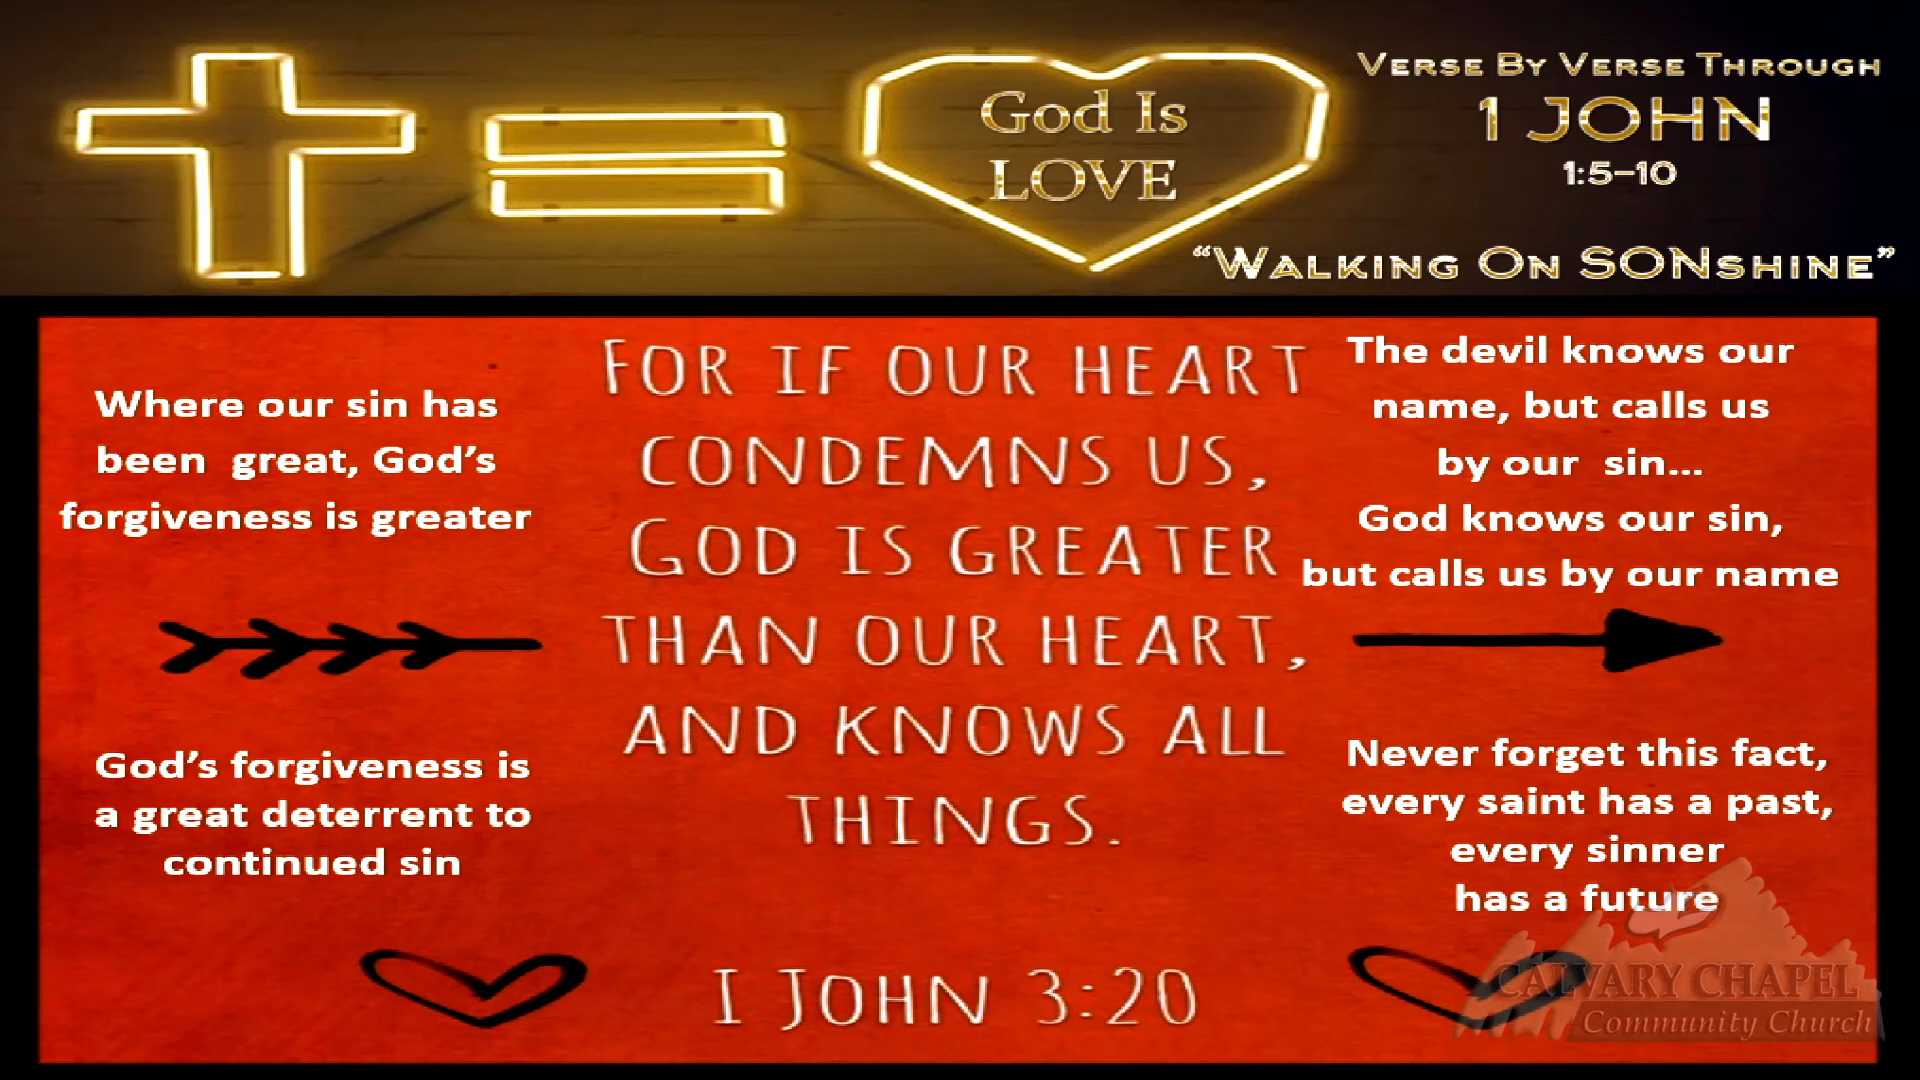 God Is
LOVE
VERSE BY VERSE THROUGH
1 JOHN
1:5-10
“WALKING ON SONSHINE”
Where our sin has
been great, God’s
forgiveness is greater
God’s forgiveness is
a great deterrent to
continued sin
FOR IF OUR HEART
CONDEMNS US,
GOD IS GREATER
THAN OUR HEART,
AND KNOWS ALL
THINGS.
I JOHN 3:20
The devil knows our
name, but calls us
by our sin...
God knows our sin,
but calls us by our name
Never forget this fact,
every saint has a past,
every sinner
has a future
CALVARY CHAPEL
Community Church